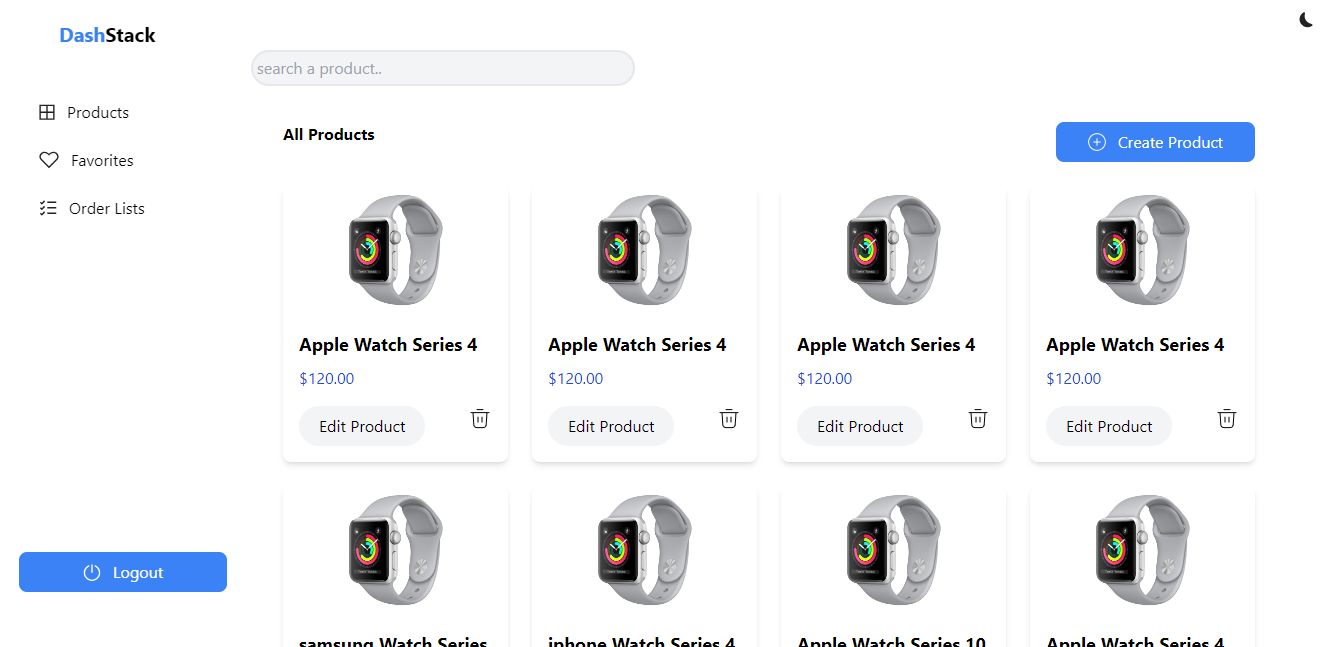 DashStack
search a product..
Products
Favorites
Order Lists
Logout
All Products
Create Product
Apple Watch Series 4
$120.00
Edit Product
Apple Watch Series 4
$120.00
Edit Product
Apple Watch Series 4
$120.00
Edit Product
Apple Watch Series 4
$120.00
Edit Product
samsung Watch Series
iphone Watch Series 4
Apple Watch Series 10
Apple Watch Series 4